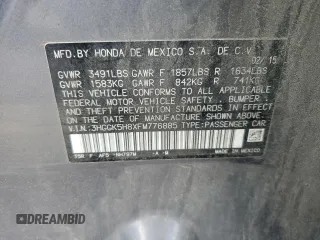 MFD.BY HONDA DE MEXICO S.A. DE C.V.
02/15
GVWR 3491LBS GAWR F 1857LBS R 1634LBS
GVWR 1583KG GAWR F 842KG R 741KG
THIS VEHICLE CONFORMS TO ALL APPLICABLE
FEDERAL MOTOR VEHICLE SAFETY, BUMPER,
AND THEFT PREVENTION STANDARDS IN EFFECT
ON THE DATE OF MANUFACTURE SHOWN ABOVE.
V.I.N.:3HGGK5H8XFM776885 TYPE:PASSENGER CAR
NH797M
MADE IN MEXICO
AUTOBIDMASTER